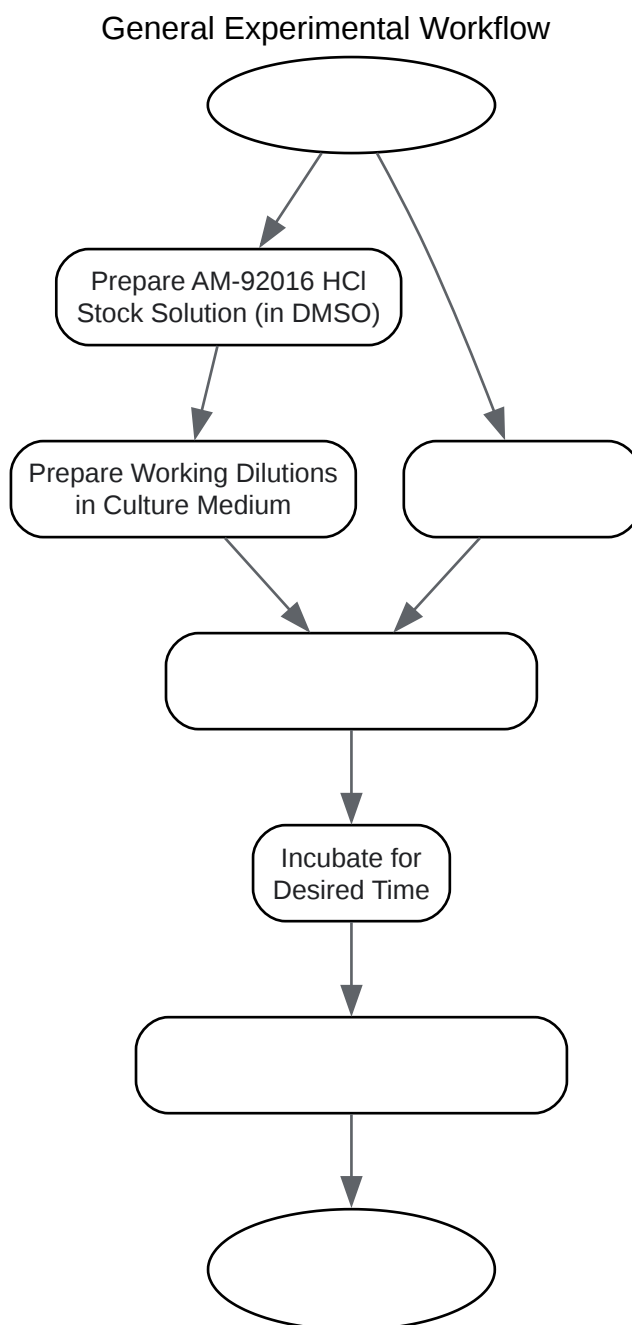 General Experimental Workflow
Prepare AM-92016 HCl
Stock Solution (in DMSO)
Prepare Working Dilutions
in Culture Medium
Incubate for
Desired Time